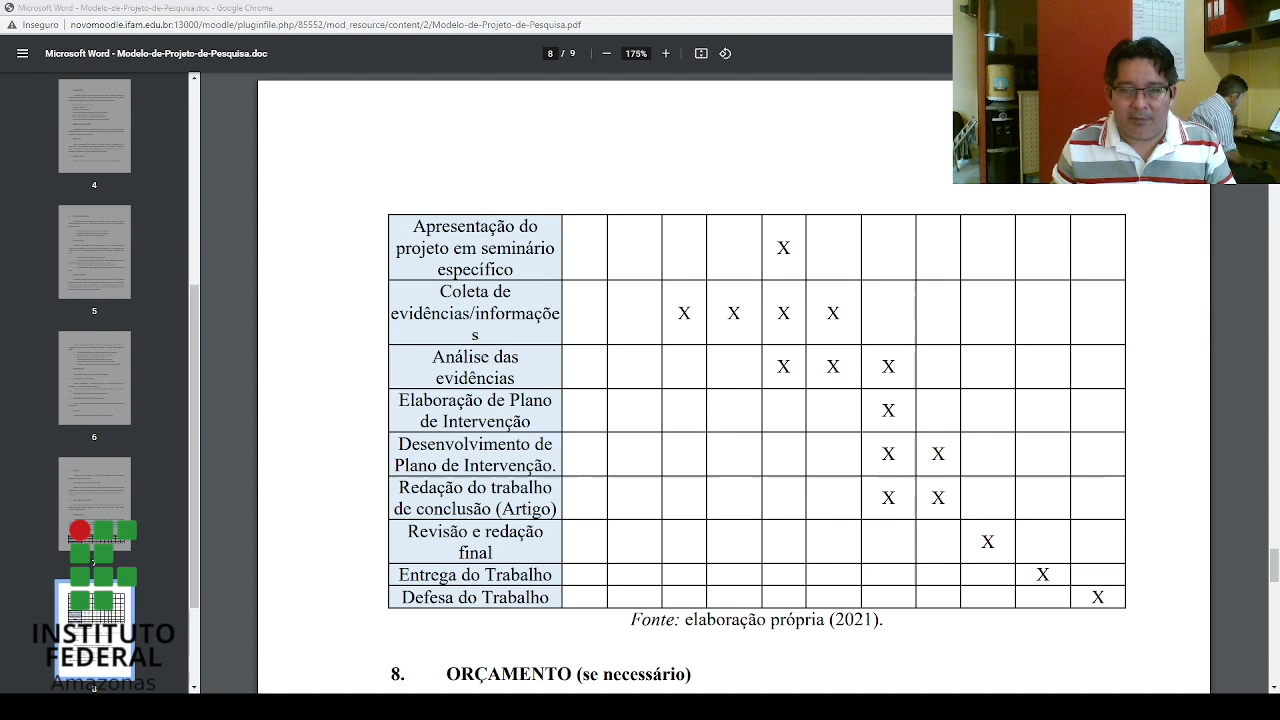 Microsoft Word - Modelo-de-Projeto-de-Pesquisa.doc - Google Chrome
Inseguro | novomoodle.ifam.edu.br:13000/moodle/pluginfile.php/85552/mod_resource/content/2/Modelo-de-Projeto-de-Pesquisa.pdf
Microsoft Word - Modelo-de-Projeto-de-Pesquisa.doc
8 / 9
175%
4
5
6
7
8
INSTITUTO
FEDERAL
Amazonas
Apresentação do
projeto em seminário X
específico
Coleta de
evidências/informaçõe X X X X
s
Análise das
evidências X X X
Elaboração de Plano
de Intervenção X
Desenvolvimento de
Plano de Intervenção. X X
Redação do trabalho
de conclusão (Artigo) X X
Revisão e redação
final X
Entrega do Trabalho X
Defesa do Trabalho X
Fonte: elaboração própria (2021).
8. ORÇAMENTO (se necessário)